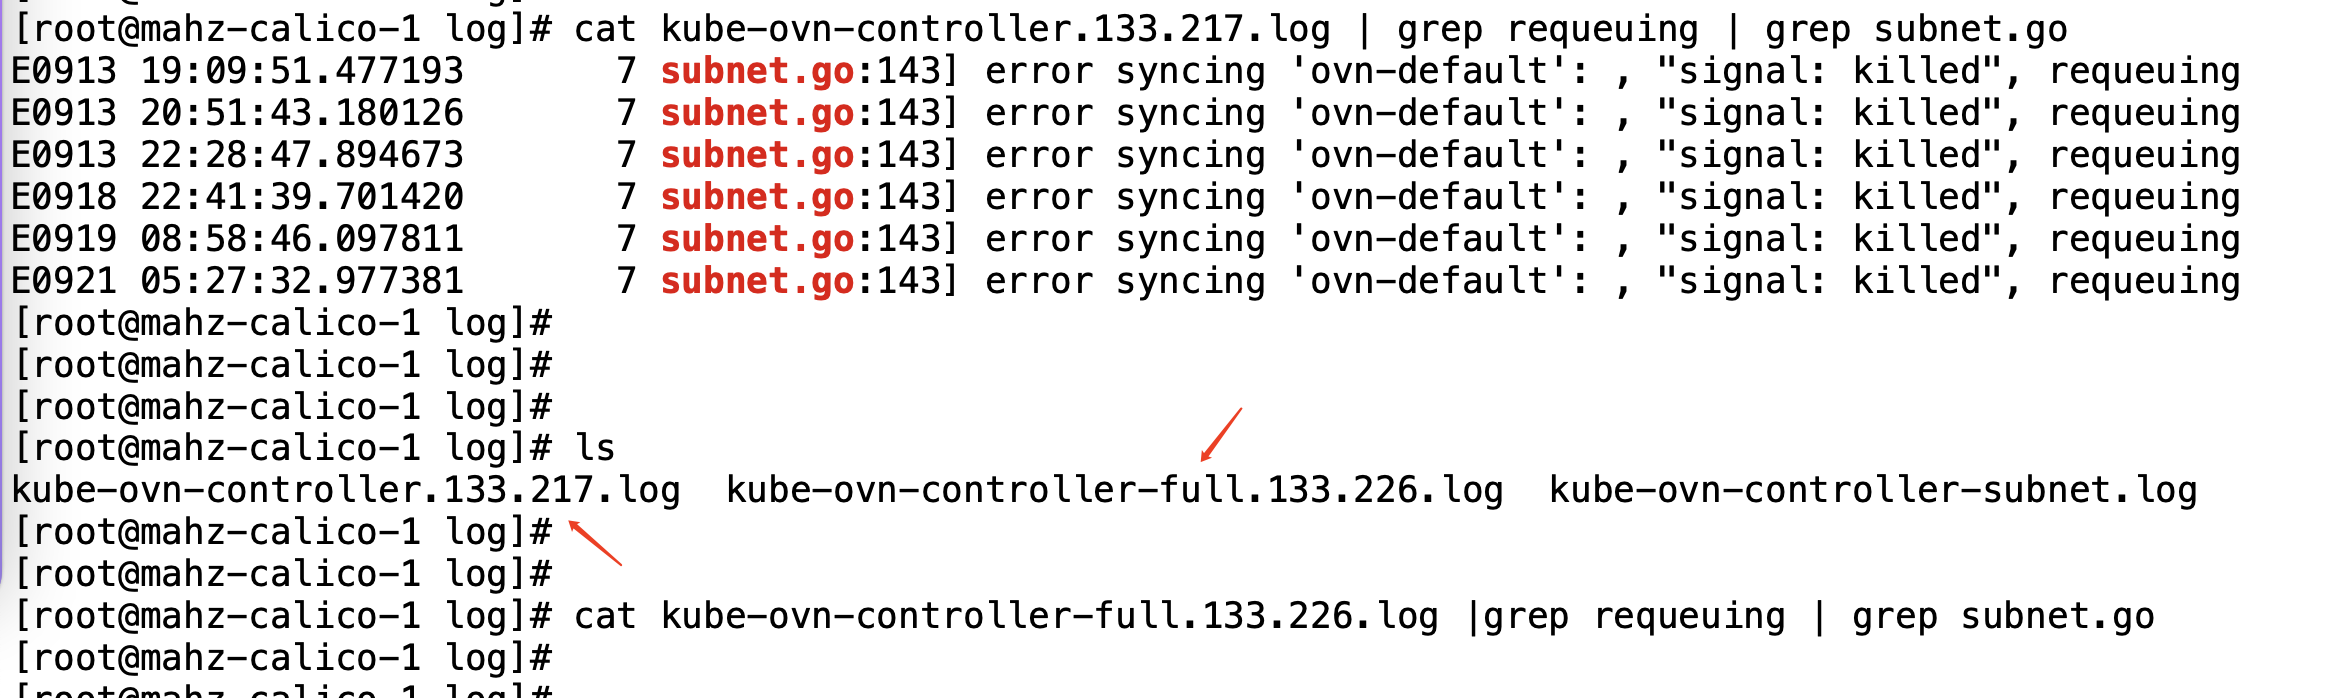 [root@mahz-calico-1 log]# cat kube-ovn-controller.133.217.log | grep requeuing | grep subnet.go
E0913 19:09:51.477193       7 subnet.go:143] error syncing 'ovn-default': , "signal: killed", requeuing
E0913 20:51:43.180126       7 subnet.go:143] error syncing 'ovn-default': , "signal: killed", requeuing
E0913 22:28:47.894673       7 subnet.go:143] error syncing 'ovn-default': , "signal: killed", requeuing
E0918 22:41:39.701420       7 subnet.go:143] error syncing 'ovn-default': , "signal: killed", requeuing
E0919 08:58:46.097811       7 subnet.go:143] error syncing 'ovn-default': , "signal: killed", requeuing
E0921 05:27:32.977381       7 subnet.go:143] error syncing 'ovn-default': , "signal: killed", requeuing
[root@mahz-calico-1 log]#
[root@mahz-calico-1 log]#
[root@mahz-calico-1 log]#
[root@mahz-calico-1 log]# ls
kube-ovn-controller.133.217.log  kube-ovn-controller-full.133.226.log  kube-ovn-controller-subnet.log
[root@mahz-calico-1 log]#
[root@mahz-calico-1 log]#
[root@mahz-calico-1 log]# cat kube-ovn-controller-full.133.226.log |grep requeuing | grep subnet.go
[root@mahz-calico-1 log]#
[root@mahz-calico-1 log]#